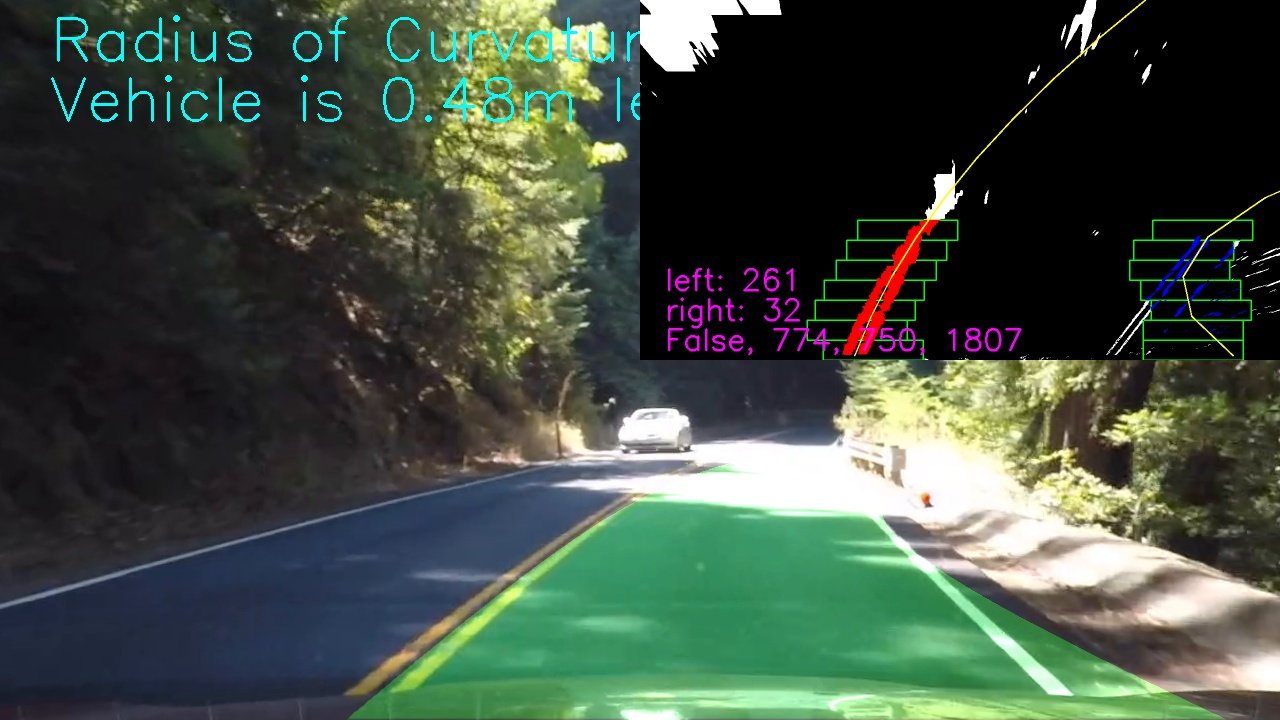 Radius of Curvatur
Vehicle is 0.48m le
left: 261
right: 32
False, 774, 750, 1807